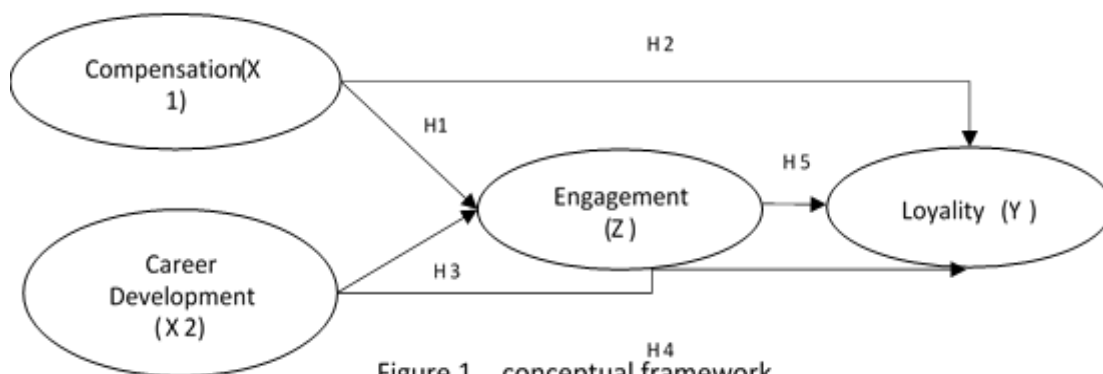 H 2
Compensation(X
1)
H1
H 5
Engagement
(Z )
Loyality (Y )
Career
Development
( X 2)
H 3
H 4
Figure 1 conceptual framework